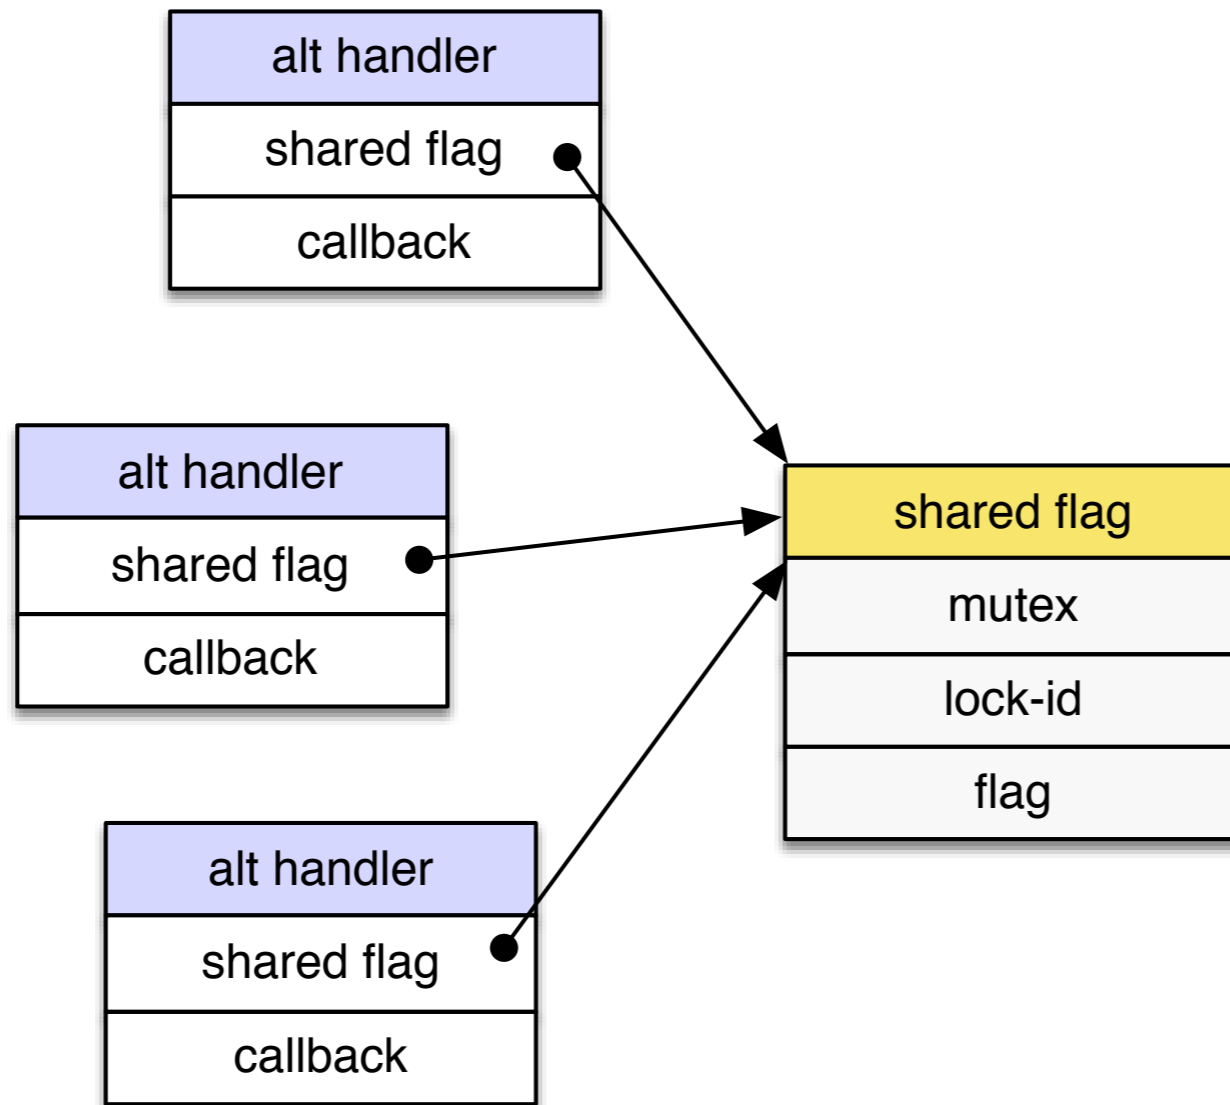 alt handler
shared flag
callback
alt handler
shared flag
callback
shared flag
mutex
lock-id
flag
alt handler
shared flag
callback